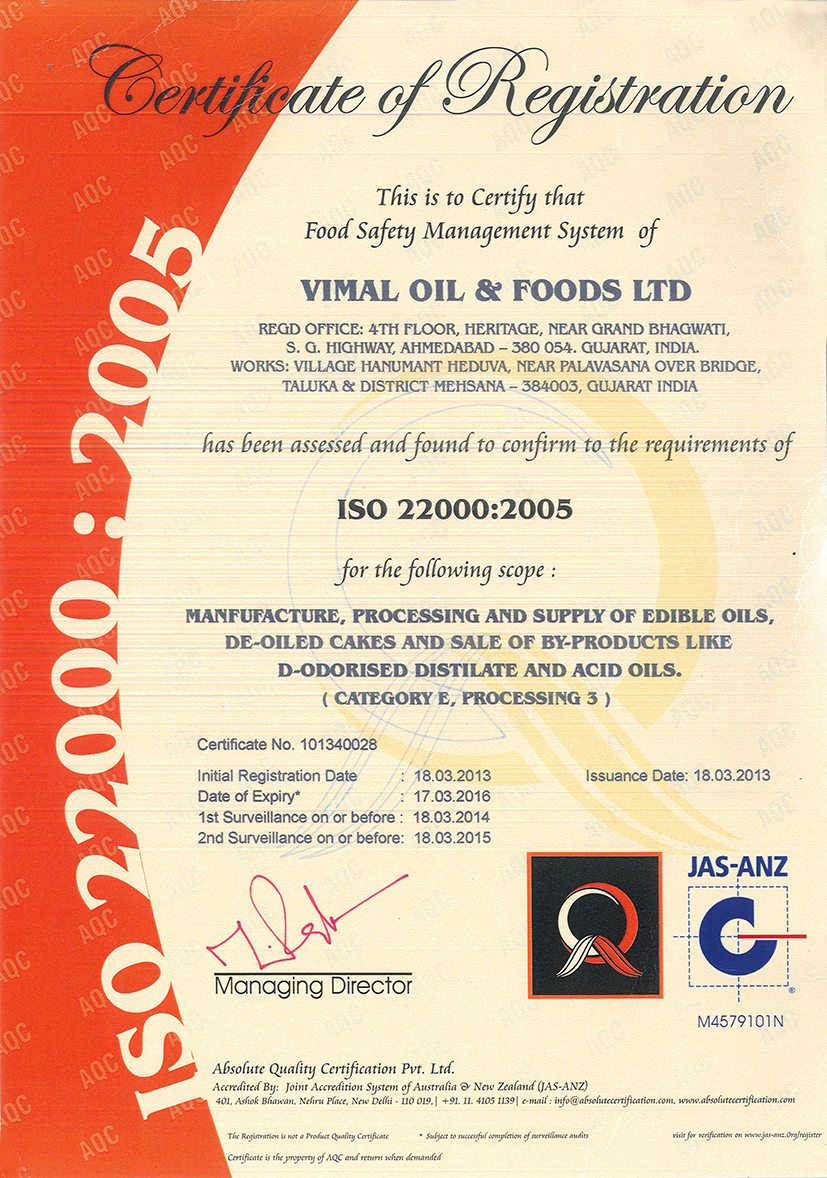 Certificate of Registration
This is to Certify that
Food Safety Management System of
VIMAL OIL & FOODS LTD
REGD OFFICE: 4TH FLOOR, HERITAGE, NEAR GRAND BHAGWATI,
S. G. HIGHWAY, AHMEDABAD – 380 054. GUJARAT, INDIA.
WORKS: VILLAGE HANUMANT HEDUVA, NEAR PALAVASANA OVER BRIDGE,
TALUKA & DISTRICT MEHSANA – 384003, GUJARAT INDIA
has been assessed and found to confirm to the requirements of
ISO 22000:2005
for the following scope :
MANFUFACTURE, PROCESSING AND SUPPLY OF EDIBLE OILS,
DE-OILED CAKES AND SALE OF BY-PRODUCTS LIKE
D-ODORISED DISTILATE AND ACID OILS.
( CATEGORY E, PROCESSING 3 )
Certificate No. 101340028
Initial Registration Date : 18.03.2013 Issuance Date: 18.03.2013
Date of Expiry* : 17.03.2016
1st Surveillance on or before : 18.03.2014
2nd Surveillance on or before: 18.03.2015
Managing Director
JAS-ANZ
®
M4579101N
Absolute Quality Certification Pvt. Ltd.
Accredited By: Joint Accreditation System of Australia & New Zealand (JAS-ANZ)
401, Ashok Bhawan, Nehru Place, New Delhi - 110 019,| +91. 11. 4105 1139| e-mail : info@absolutecertification.com, www.absolutecertification.com
The Registration is not a Product Quality Certificate * Subject to succesful completion of surveillance audits visit for verification on www.jas-anz.0rg/register
Certificate is the property of AQC and return when demanded
ISO 22000 : 2005
AQC